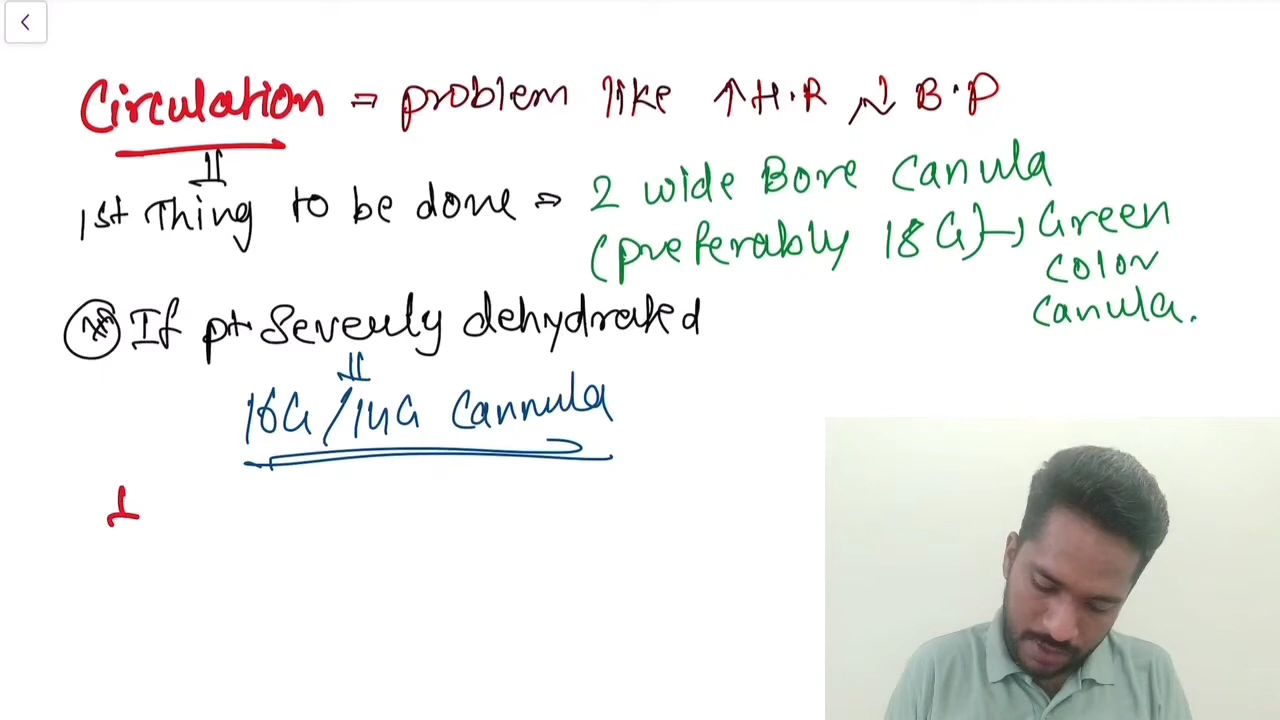 Circulation ⇒ problem like ↑ H.R, ↓ B.P
⇓
1st Thing to be done ⇒ 2 wide Bore Canula
(preferably 18G) → Green
color
canula.
If pt Severely dehydrated
⇓
16G/14G Cannula
I